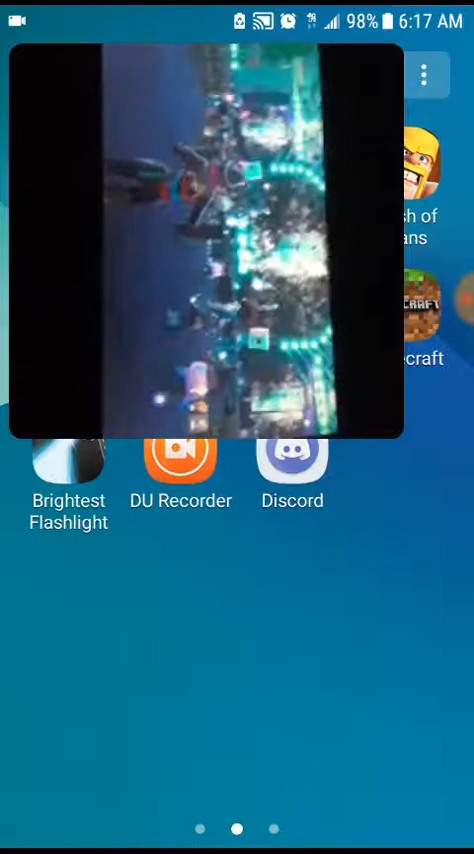 98% 6:17 AM
sh of
ans
CRAFT
ecraft
Brightest
Flashlight
DU Recorder
Discord